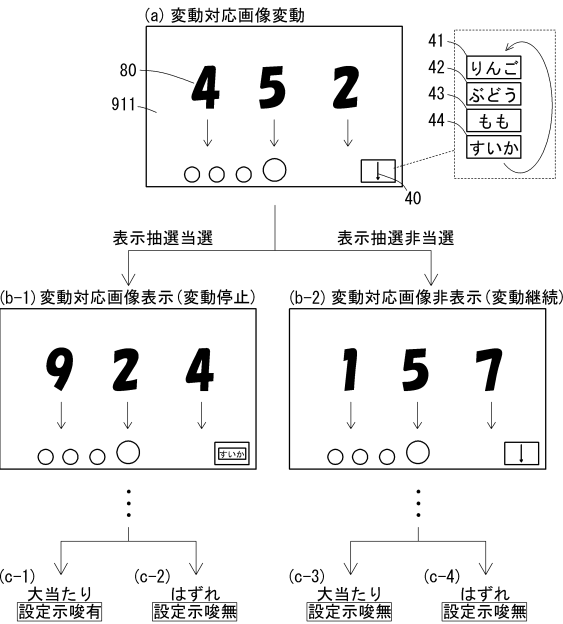 (a) 変動対応画像変動
80
911
4 5 2
40
41
42
43
44
りんご
ぶどう
もも
すいか
表示抽選当選
表示抽選非当選
(b-1) 変動対応画像表示(変動停止)
9 2 4
すいか
(b-2) 変動対応画像非表示(変動継続)
1 5 7
(c-1)
大当たり
設定示唆有
(c-2)
はずれ
設定示唆無
(c-3)
大当たり
設定示唆無
(c-4)
はずれ
設定示唆無